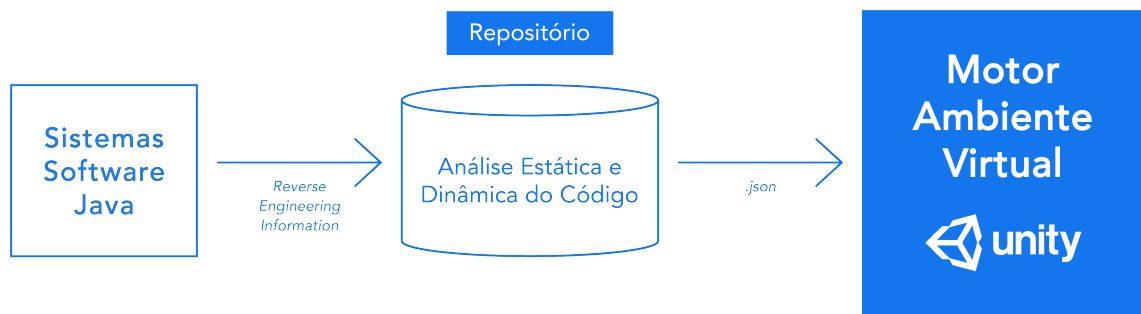 Repositório
Sistemas
Software
Java
Reverse
Engineering
Information
Análise Estática e
Dinâmica do Código
.json
Motor
Ambiente
Virtual
unity